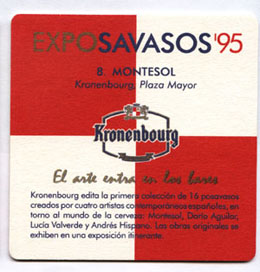 EXPOSAVASOS '95
8. MONTESOL
Kronenbourg, Plaza Mayor
Kronenbourg
El arte entra en los bares
Kronenbourg edita la primera colección de 16 posavasos
creados por cuatro artistas contemporáneos españoles, en
torno al mundo de la cerveza: Montesol, Darío Aguilar,
Lucía Valverde y Andrés Hispano. Las obras originales se
exhiben en una exposición itinerante.